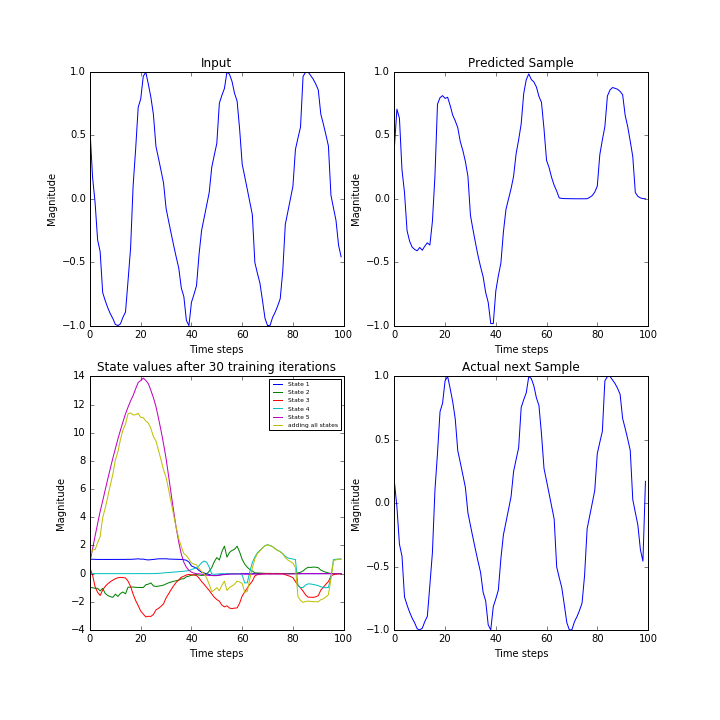 Input
1.0
0.5
0.0
−0.5
−1.0
Magnitude
0 20 40 60 80 100
Time steps
Predicted Sample
1.0
0.5
0.0
−0.5
−1.0
Magnitude
0 20 40 60 80 100
Time steps
State values after 30 training iterations
14
12
10
8
6
4
2
0
−2
−4
Magnitude
State 1
State 2
State 3
State 4
State 5
adding all states
0 20 40 60 80 100
Time steps
Actual next Sample
1.0
0.5
0.0
−0.5
−1.0
Magnitude
0 20 40 60 80 100
Time steps